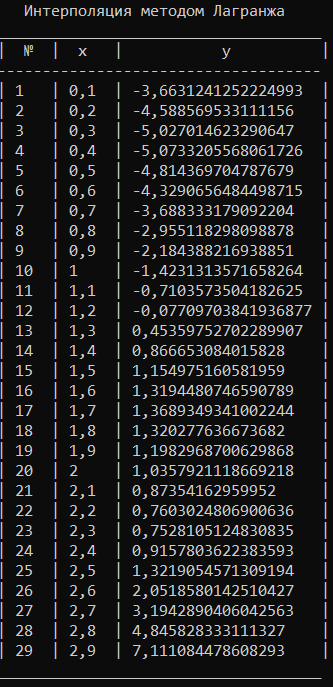 Интерполяция методом Лагранжа
| № | x | y |
| 1 | 0,1 | -3,6631241252224993 |
| 2 | 0,2 | -4,588569533111156 |
| 3 | 0,3 | -5,027014623290647 |
| 4 | 0,4 | -5,0733205568061726 |
| 5 | 0,5 | -4,814369704787679 |
| 6 | 0,6 | -4,3290656484498715 |
| 7 | 0,7 | -3,688333179092204 |
| 8 | 0,8 | -2,955118298098878 |
| 9 | 0,9 | -2,184388216938851 |
| 10 | 1 | -1,4231313571658264 |
| 11 | 1,1 | -0,7103573504182625 |
| 12 | 1,2 | -0,07709703841936877 |
| 13 | 1,3 | 0,45359752702289907 |
| 14 | 1,4 | 0,866653084015828 |
| 15 | 1,5 | 1,154975160581959 |
| 16 | 1,6 | 1,3194480746590789 |
| 17 | 1,7 | 1,3689349341002244 |
| 18 | 1,8 | 1,320277636673682 |
| 19 | 1,9 | 1,1982968700629868 |
| 20 | 2 | 1,0357921118669218 |
| 21 | 2,1 | 0,87354162959952 |
| 22 | 2,2 | 0,7603024806900636 |
| 23 | 2,3 | 0,7528105124830835 |
| 24 | 2,4 | 0,9157803622383593 |
| 25 | 2,5 | 1,3219054571309194 |
| 26 | 2,6 | 2,0518580142510427 |
| 27 | 2,7 | 3,1942890406042563 |
| 28 | 2,8 | 4,845828333111327 |
| 29 | 2,9 | 7,111084478608293 |